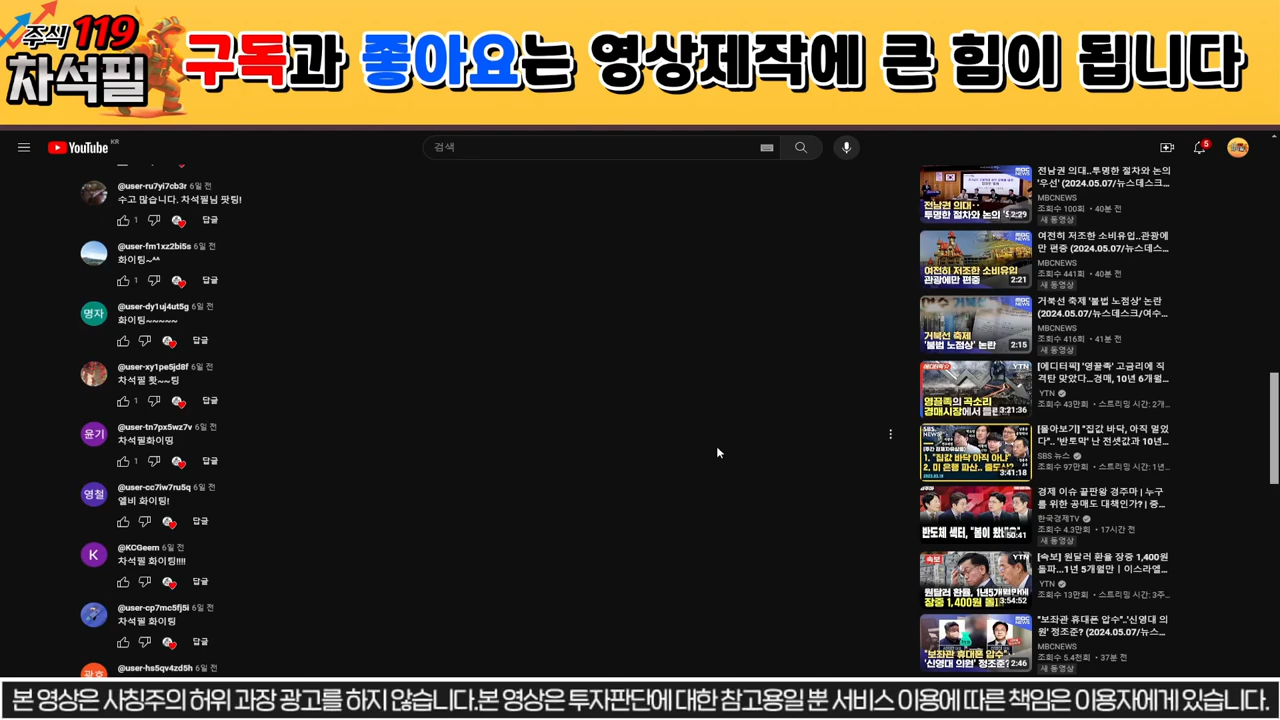 주식 119
차석필
구독과 좋아요는 영상제작에 큰 힘이 됩니다
YouTube KR
검색
5
@user-ru7yi7cb3r 6일 전
수고 많습니다. 차석필님 팟팅!
1 답글
@user-fm1xz2bi5s 6일 전
화이팅~^^
1 답글
명자
@user-dy1uj4ut5g 6일 전
화이팅~~~~~
답글
@user-xy1pe5jd8f 6일 전
차석필 홧~~팅
1 답글
윤기
@user-tn7px5wz7v 6일 전
차석필화이띵
1 답글
영철
@user-cc7iw7ru5q 6일 전
엘비 화이팅!
답글
K
@KCGeem 6일 전
차석필 화이팅!!!!
답글
@user-cp7mc5fj5i 6일 전
차석필 화이팅
답글
@user-hs5qv4zd5h 6일 전
전남권 의대‥
투명한 절차와 논의
2:29
전남권 의대..투명한 절차와 논의
'우선' (2024.05.07/뉴스데스크...
MBCNEWS
조회수 100회 • 40분 전
새 동영상
여전히 저조한 소비유입
관광에만 편중
2:21
여전히 저조한 소비유입..관광에
만 편중 (2024.05.07/뉴스데스...
MBCNEWS
조회수 441회 • 40분 전
새 동영상
거북선 축제
'불법 노점상' 논란
2:15
거북선 축제 '불법 노점상' 논란
(2024.05.07/뉴스데스크/여수...
MBCNEWS
조회수 416회 • 41분 전
새 동영상
영끌족의 곡소리
경매시장에서 들
3:21:36
[에디터픽] '영끌족' 고금리에 직
격탄 맞았다...경매, 10년 6개월...
YTN
조회수 43만회 • 스트리밍 시간: 2개...
1. "집값 바닥 아직 아냐
2. 미 은행 파산..
3:41:18
[몰아보기] "집값 바닥, 아직 멀었
다".. '반토막' 난 전셋값과 10년...
SBS 뉴스
조회수 97만회 • 스트리밍 시간: 1년...
반도체 섹터, "봄이 왔
50:41
경제 이슈 끝판왕 경주마 | 누구
를 위한 공매도 대책인가? | 증...
한국경제TV
조회수 4.3만회 • 17시간 전
새 동영상
속보
YTN
원달러 환율, 1년5개월만에
장중 1,400원 돌파
3:54:52
[속보] 원달러 환율 장중 1,400원
돌파...1년 5개월만ㅣ이스라엘...
YTN
조회수 13만회 • 스트리밍 시간: 3주...
"보좌관 휴대폰 압수"
'신영대 의원' 정조준?
2:46
"보좌관 휴대폰 압수"..'신영대 의
원' 정조준? (2024.05.07/뉴스...
MBCNEWS
조회수 5.4천회 • 37분 전
새 동영상
본 영상은 사칭주의 허위 과장 광고를 하지 않습니다.본 영상은 투자판단에 대한 참고용일 뿐 서비스 이용에 따른 책임은 이용자에게 있습니다.